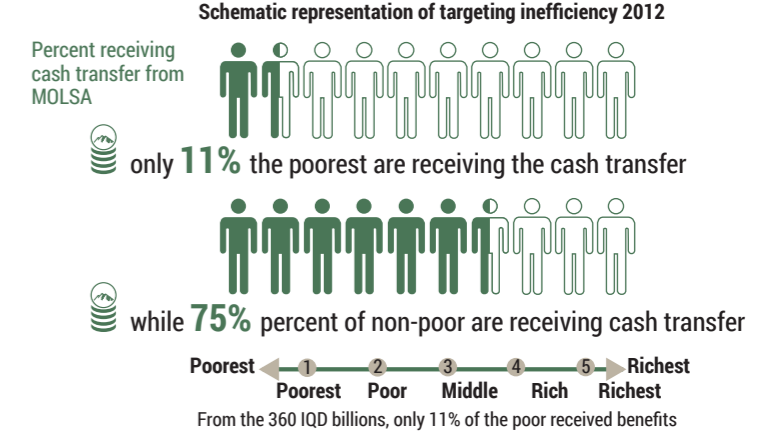 Schematic representation of targeting inefficiency 2012
Percent receiving
cash transfer from
MOLSA
only 11% the poorest are receiving the cash transfer
while 75% percent of non-poor are receiving cash transfer
Poorest 1 2 3 4 5 Richest
Poorest Poor Middle Rich Richest
From the 360 IQD billions, only 11% of the poor received benefits